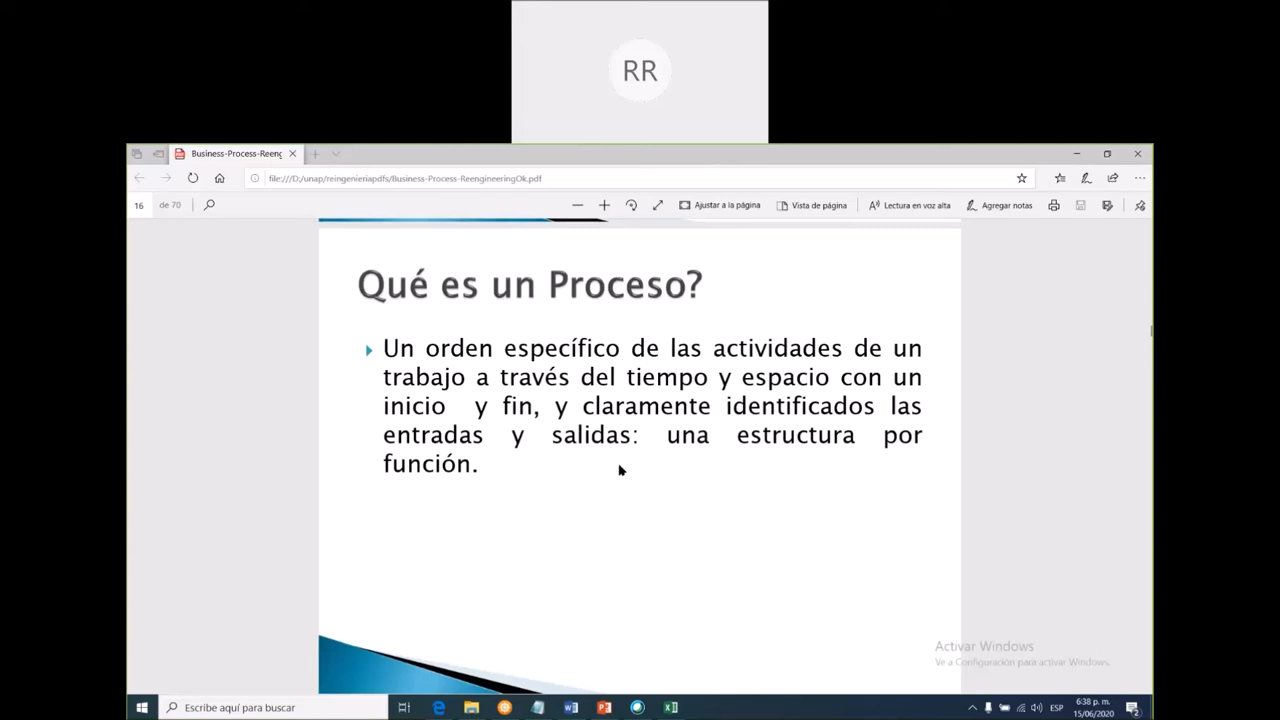 RR
Business-Process-Reeng
file:///D:/unap/reingenieriapdfs/Business-Process-ReengineeringOk.pdf
16 de 70 Ajustar a la página Vista de página Lectura en voz alta Agregar notas
Qué es un Proceso?
Un orden específico de las actividades de un
trabajo a través del tiempo y espacio con un
inicio y fin, y claramente identificados las
entradas y salidas: una estructura por
función.
Activar Windows
Ve a Configuración para activar Windows.
Escribe aquí para buscar
ESP
6:38 p. m.
15/06/2020
2